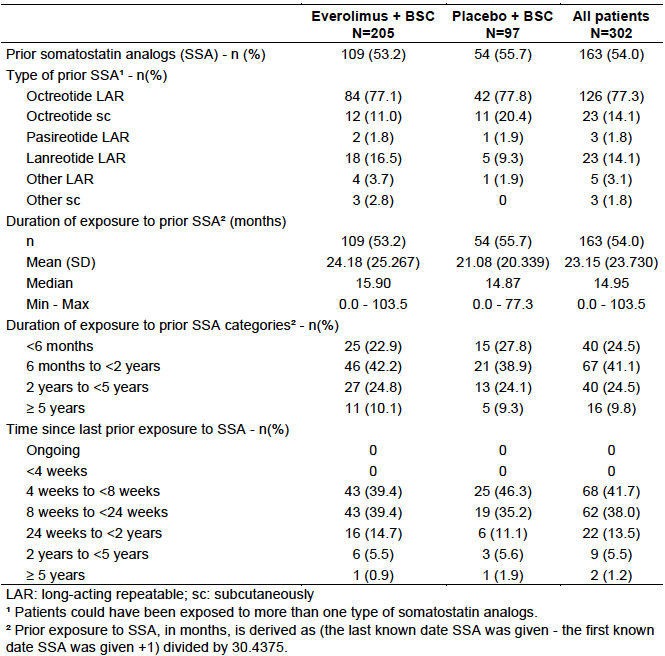 Everolimus + BSC Placebo + BSC All patients
N=205 N=97 N=302
Prior somatostatin analogs (SSA) - n (%) 109 (53.2) 54 (55.7) 163 (54.0)
Type of prior SSA¹ - n(%)
Octreotide LAR 84 (77.1) 42 (77.8) 126 (77.3)
Octreotide sc 12 (11.0) 11 (20.4) 23 (14.1)
Pasireotide LAR 2 (1.8) 1 (1.9) 3 (1.8)
Lanreotide LAR 18 (16.5) 5 (9.3) 23 (14.1)
Other LAR 4 (3.7) 1 (1.9) 5 (3.1)
Other sc 3 (2.8) 0 3 (1.8)
Duration of exposure to prior SSA² (months)
n 109 (53.2) 54 (55.7) 163 (54.0)
Mean (SD) 24.18 (25.267) 21.08 (20.339) 23.15 (23.730)
Median 15.90 14.87 14.95
Min - Max 0.0 - 103.5 0.0 - 77.3 0.0 - 103.5
Duration of exposure to prior SSA categories² - n(%)
<6 months 25 (22.9) 15 (27.8) 40 (24.5)
6 months to <2 years 46 (42.2) 21 (38.9) 67 (41.1)
2 years to <5 years 27 (24.8) 13 (24.1) 40 (24.5)
≥ 5 years 11 (10.1) 5 (9.3) 16 (9.8)
Time since last prior exposure to SSA - n(%)
Ongoing 0 0 0
<4 weeks 0 0 0
4 weeks to <8 weeks 43 (39.4) 25 (46.3) 68 (41.7)
8 weeks to <24 weeks 43 (39.4) 19 (35.2) 62 (38.0)
24 weeks to <2 years 16 (14.7) 6 (11.1) 22 (13.5)
2 years to <5 years 6 (5.5) 3 (5.6) 9 (5.5)
≥ 5 years 1 (0.9) 1 (1.9) 2 (1.2)
LAR: long-acting repeatable; sc: subcutaneously
¹ Patients could have been exposed to more than one type of somatostatin analogs.
² Prior exposure to SSA, in months, is derived as (the last known date SSA was given - the first known
date SSA was given +1) divided by 30.4375.